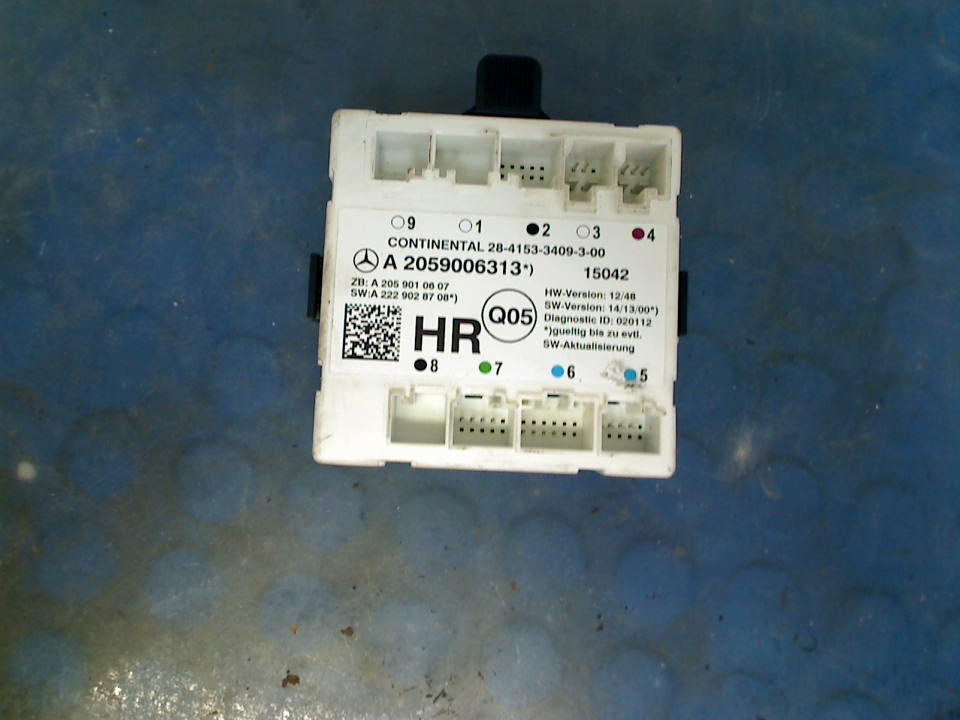 9 1 2 3 4
CONTINENTAL 28-4153-3409-3-00
A 2059006313*) 15042
ZB: A 205 901 06 07
SW:A 222 902 87 08*)
HR
Q05
HW-Version: 12/48
SW-Version: 14/13/00*)
Diagnostic ID: 020112
*)gueltig bis zu evtl.
SW-Aktualisierung
8 7 6 5